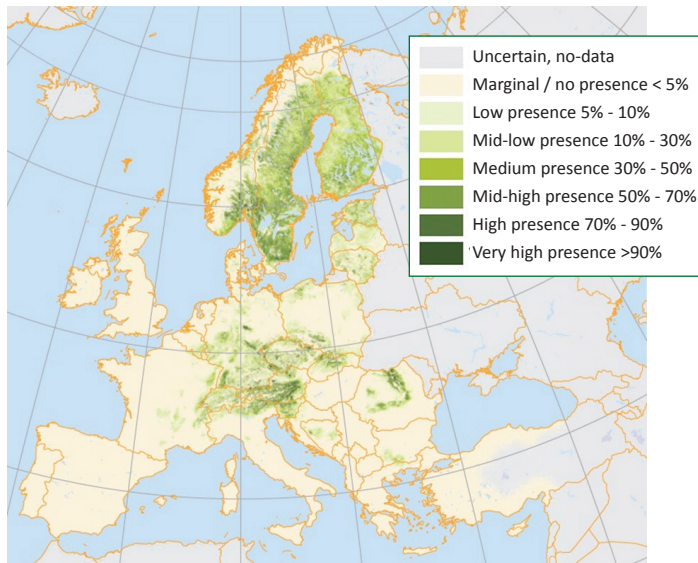 Uncertain, no-data
Marginal / no presence < 5%
Low presence 5% - 10%
Mid-low presence 10% - 30%
Medium presence 30% - 50%
Mid-high presence 50% - 70%
High presence 70% - 90%
Very high presence >90%